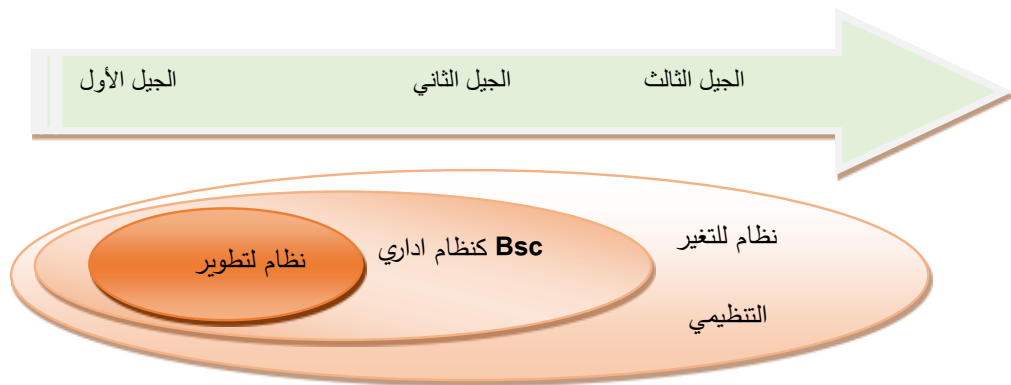 الجيل الأول
الجيل الثاني
الجيل الثالث
نظام لتطوير
Bsc كنظام اداري
نظام للتغير
التنظيمي